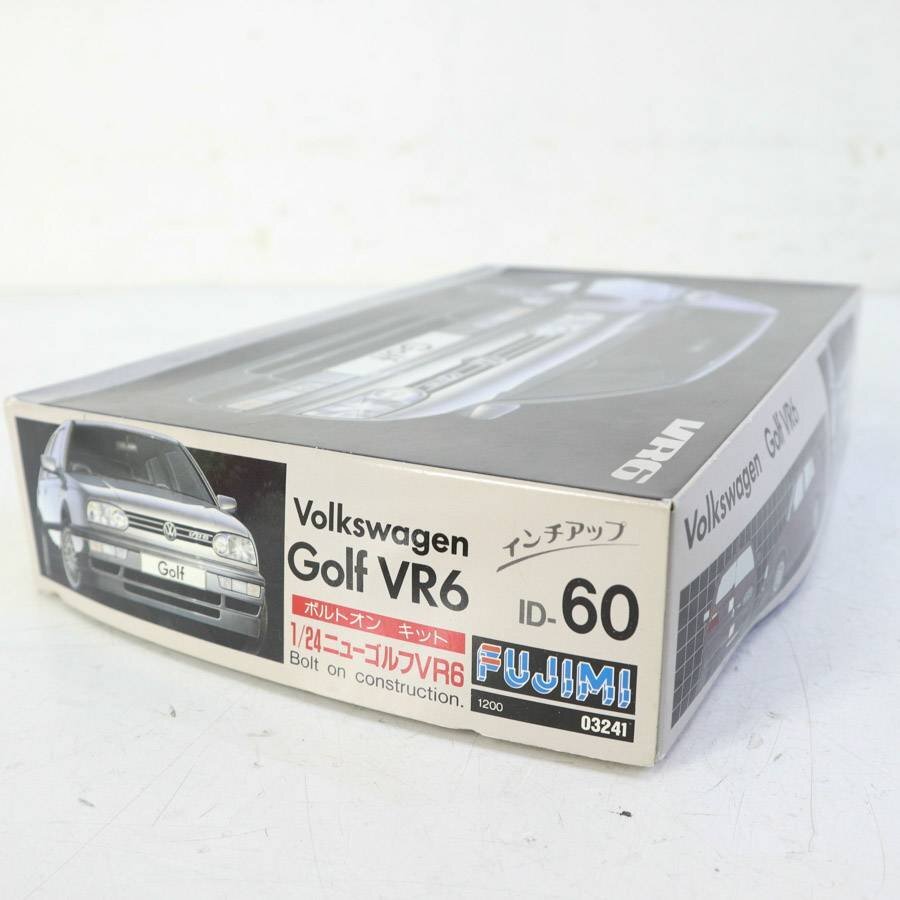 VR6
Volkswagen Golf VR6
Golf
Volkswagen
Golf VR6
ボルトオン キット
1/24ニューゴルフVR6
Bolt on construction.
インチアップ
ID-60
FUJIMI
1200
03241